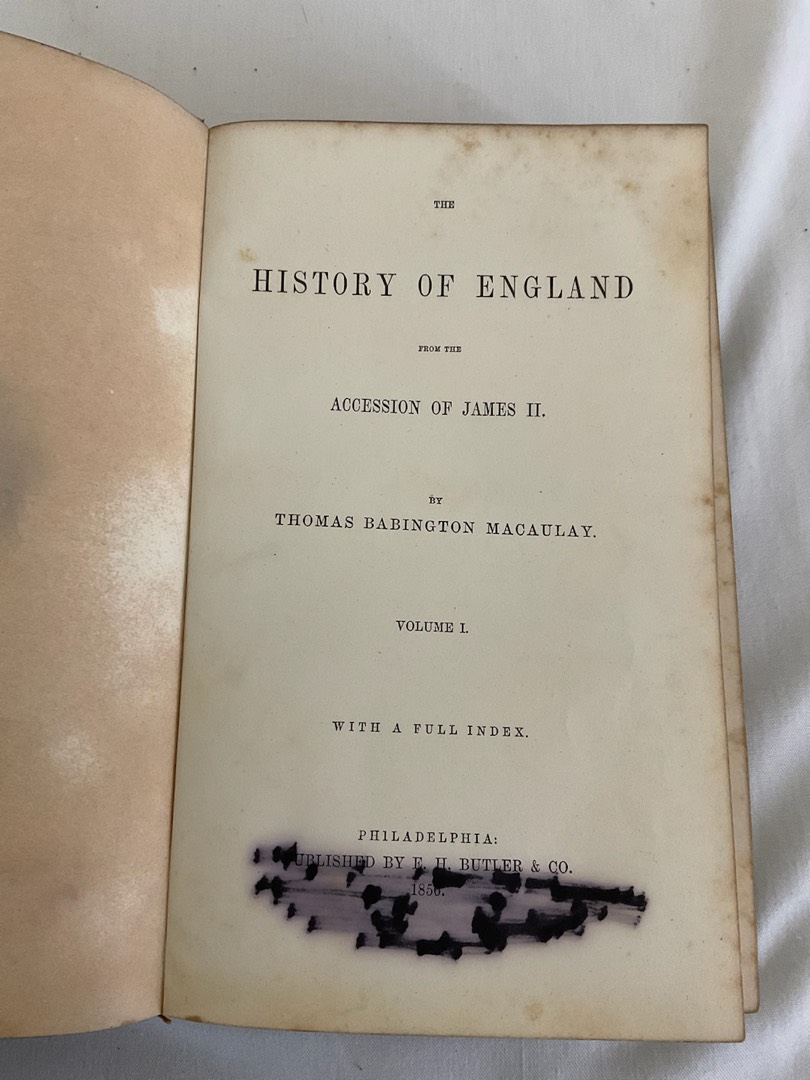 THE
HISTORY OF ENGLAND
FROM THE
ACCESSION OF JAMES II.
BY
THOMAS BABINGTON MACAULAY.
VOLUME I.
WITH A FULL INDEX.
PHILADELPHIA:
PUBLISHED BY E. H. BUTLER & CO.
1856.